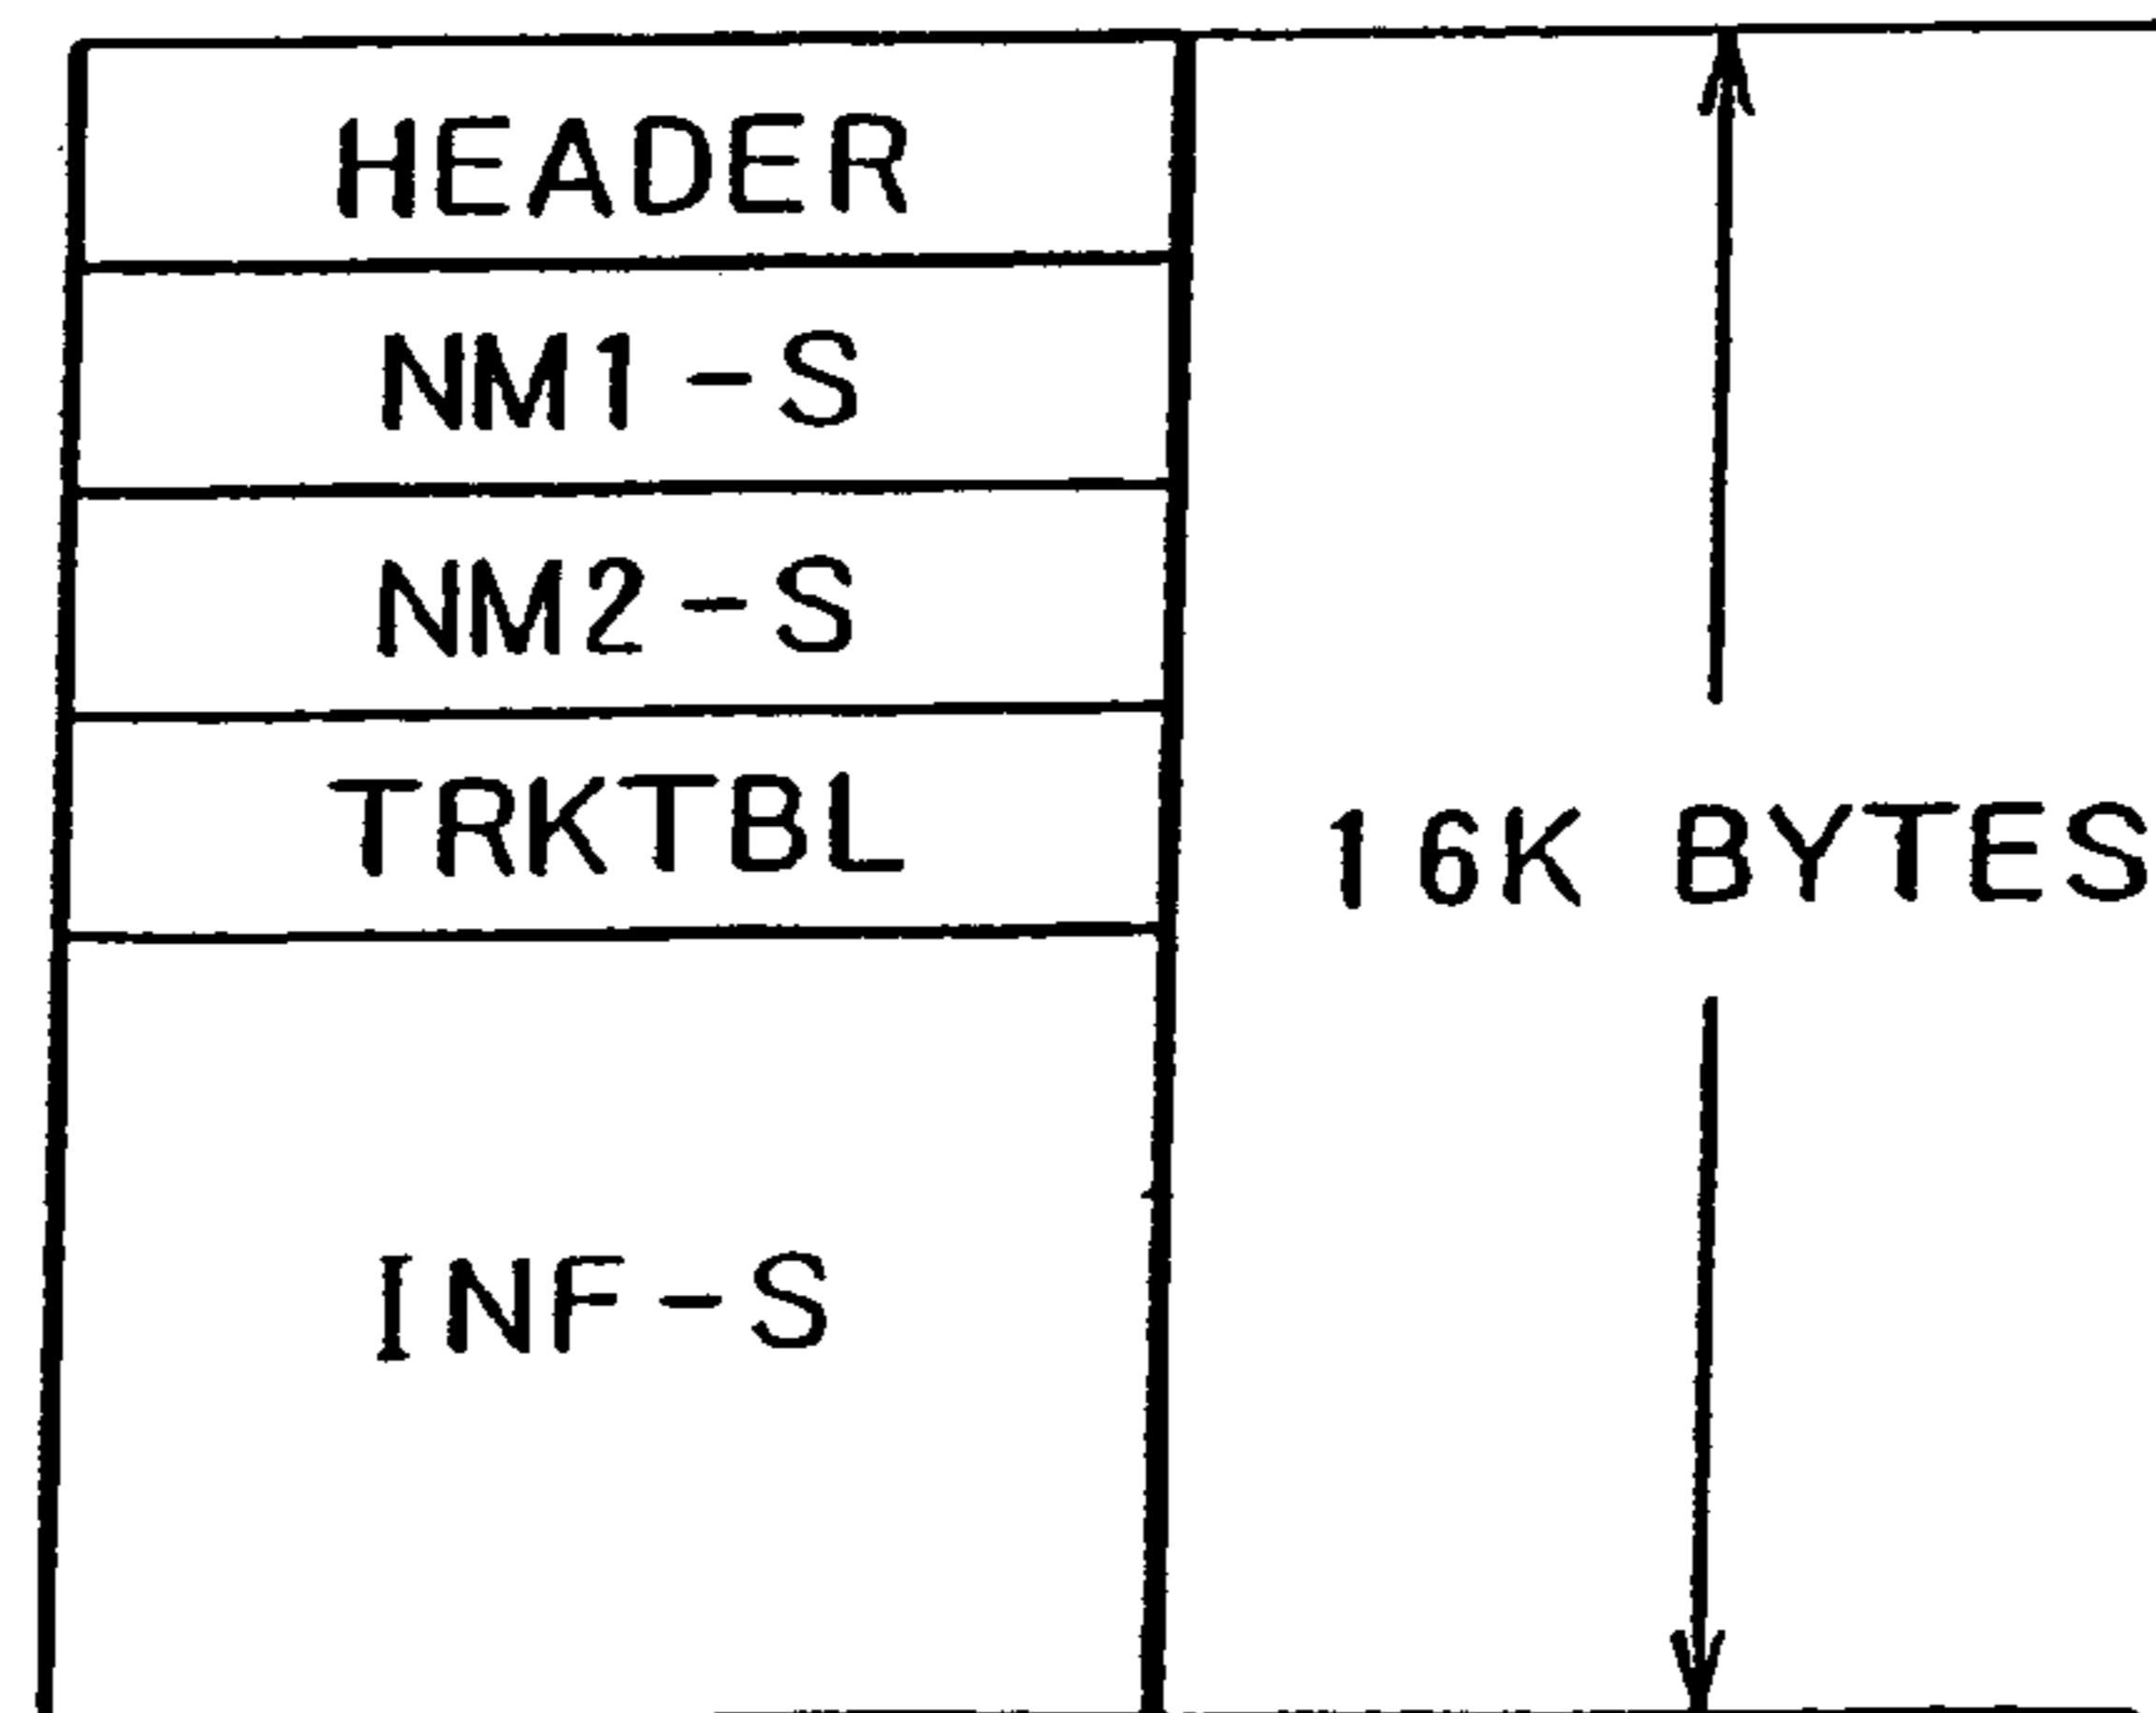 HEADER
NM1-S
NM2-S
TRKTBL
16K BYTES
INF-S